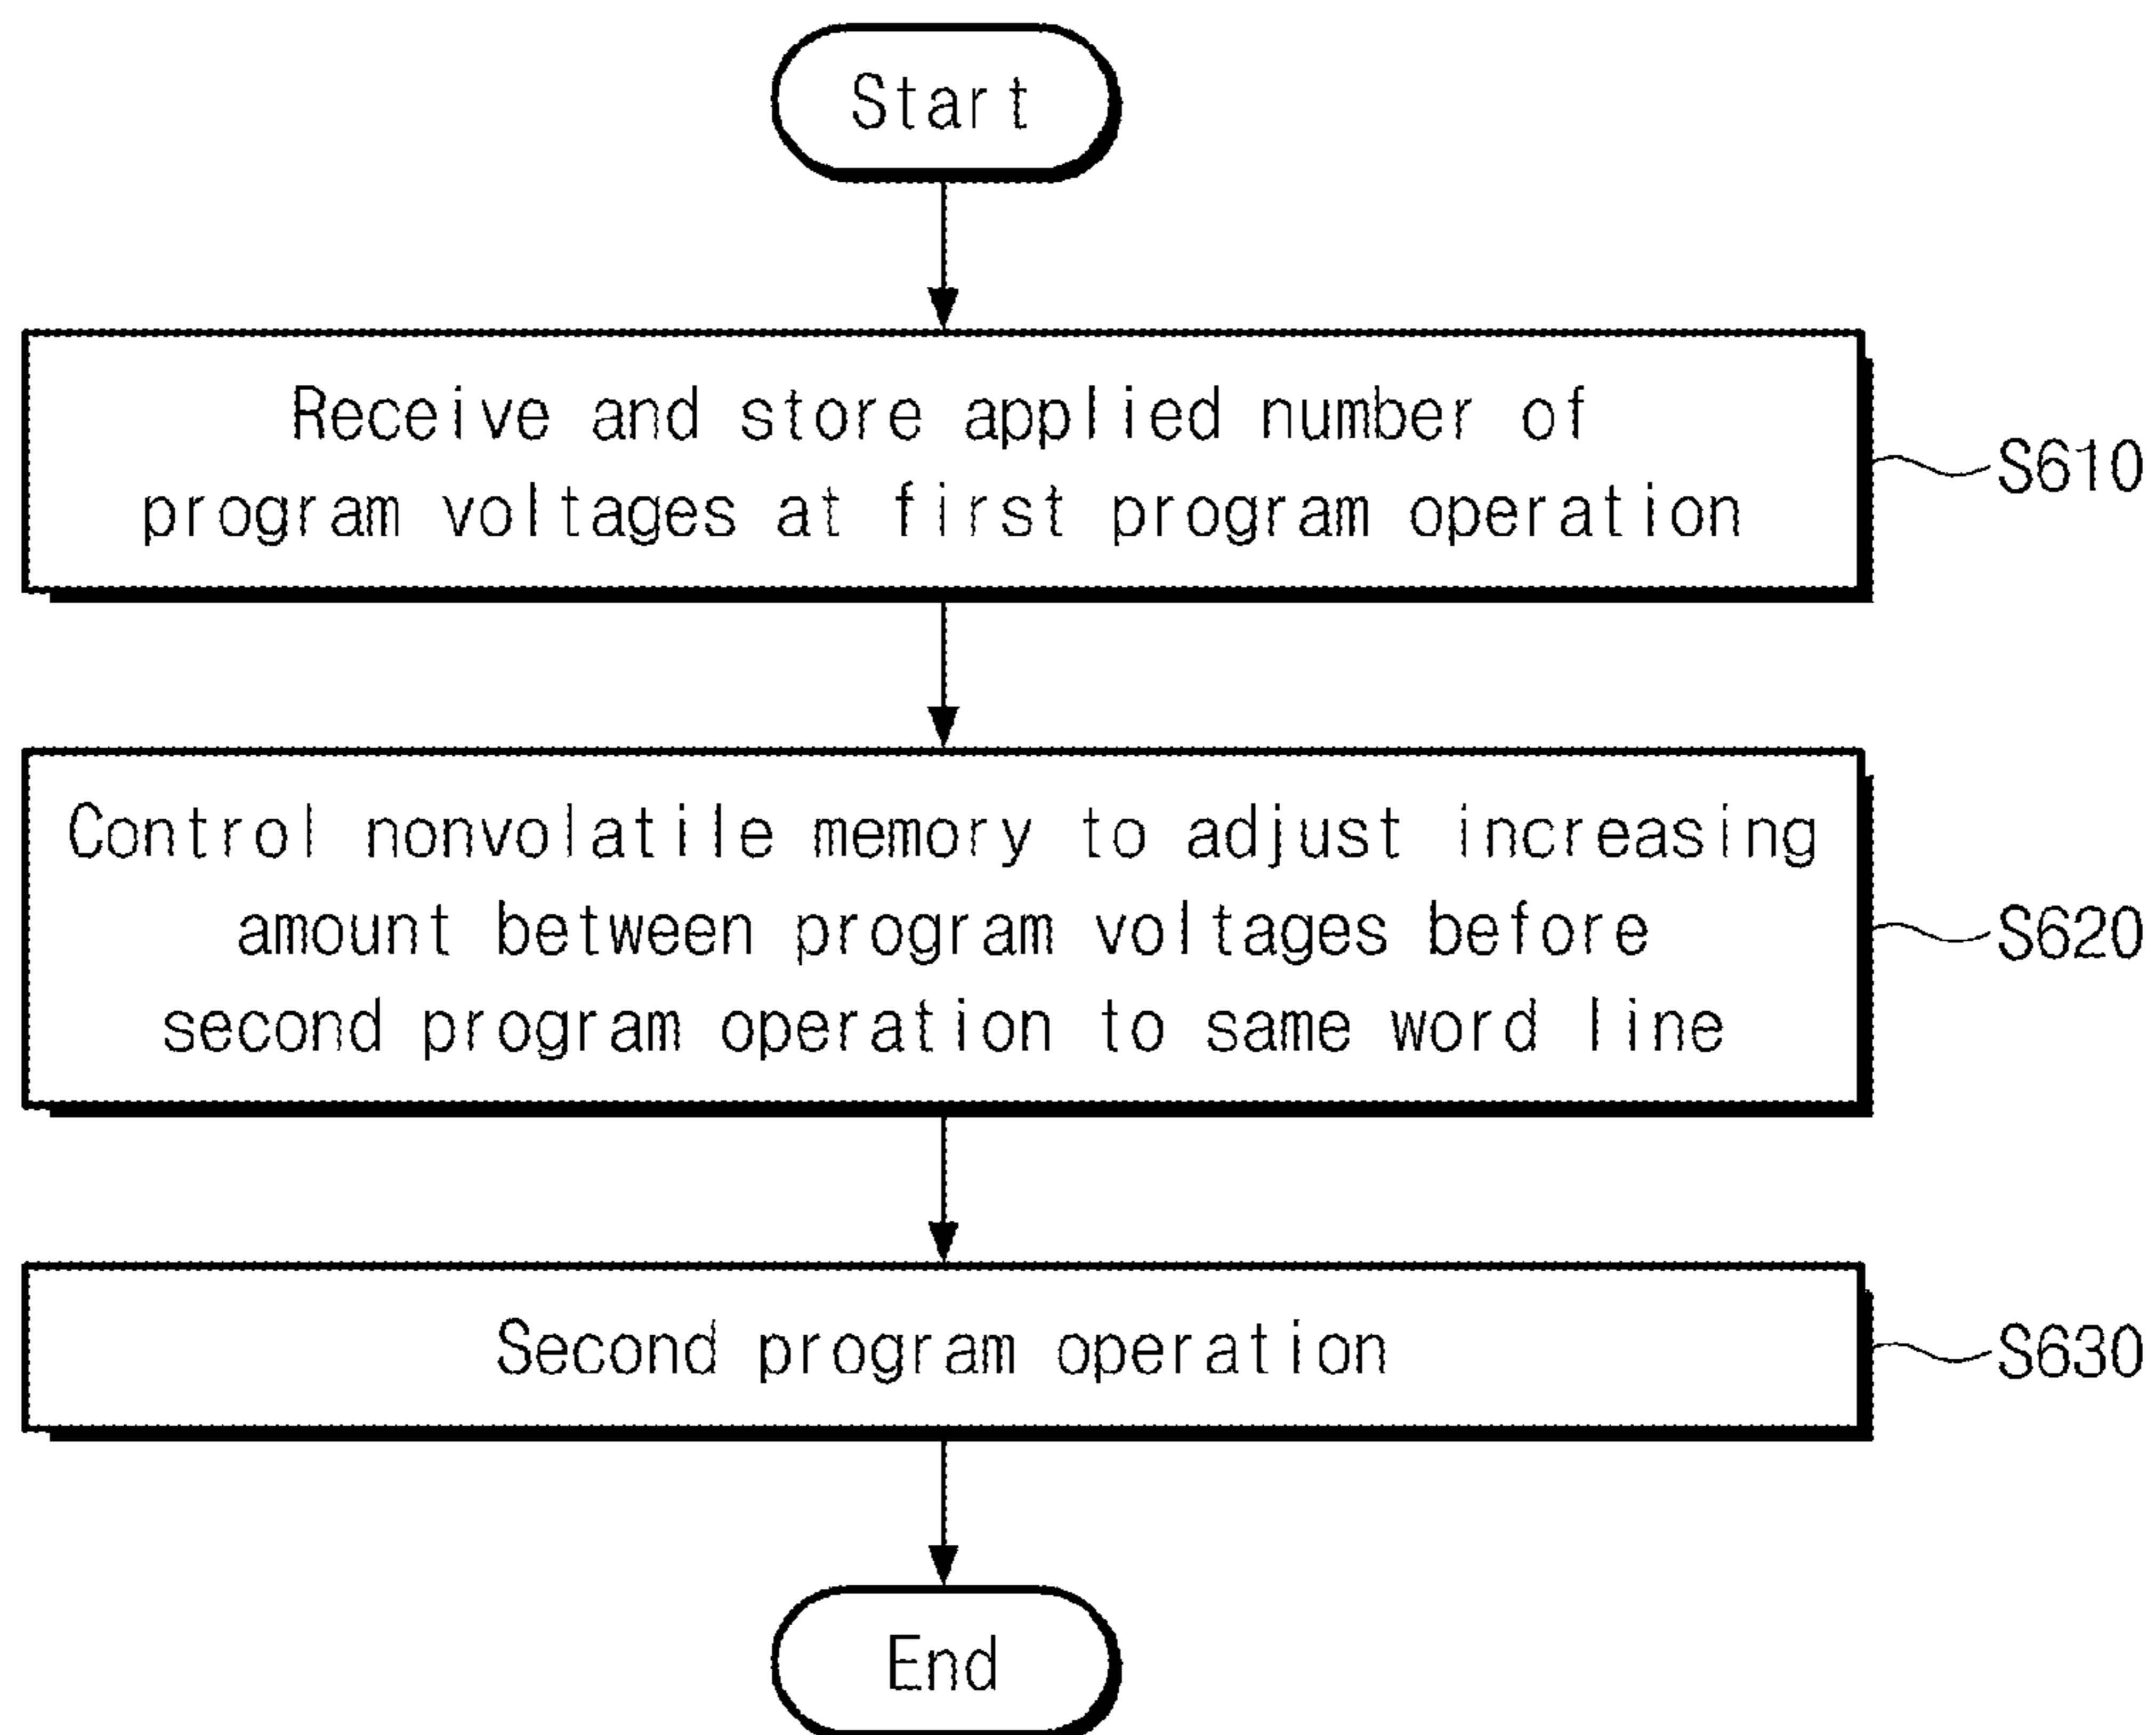 Start
Receive and store applied number of
program voltages at first program operation
S610
Control nonvolatile memory to adjust increasing
amount between program voltages before
second program operation to same word line
S620
Second program operation
S630
End